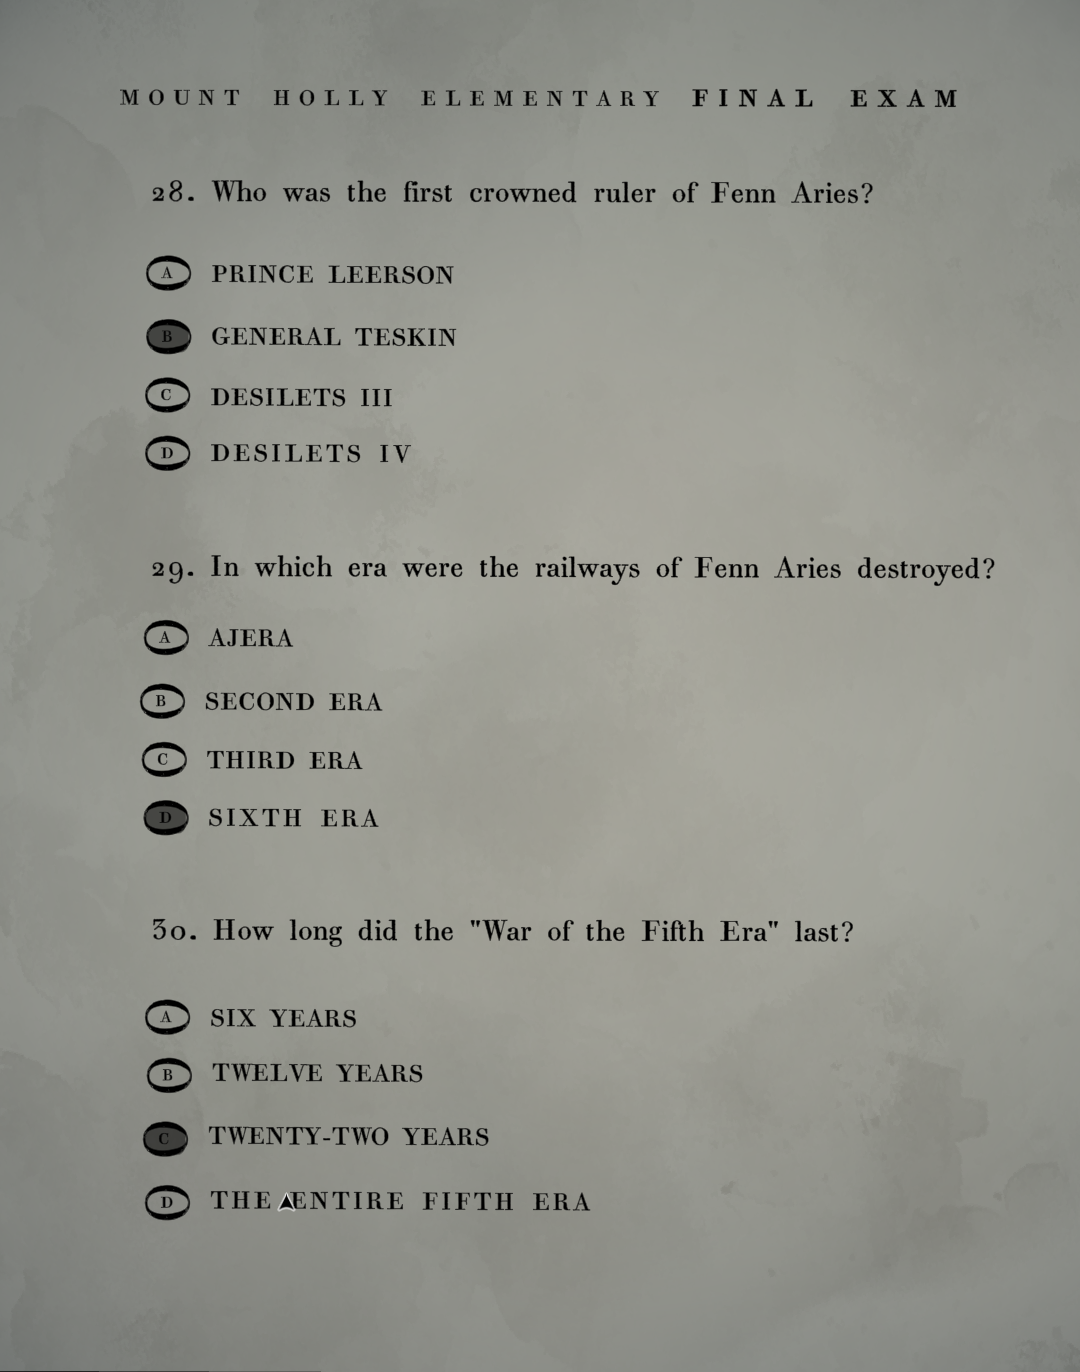 MOUNT HOLLY ELEMENTARY FINAL EXAM
28. Who was the first crowned ruler of Fenn Aries?
A PRINCE LEERSON
B GENERAL TESKIN
C DESILETS III
D DESILETS IV
29. In which era were the railways of Fenn Aries destroyed?
A AJERA
B SECOND ERA
C THIRD ERA
D SIXTH ERA
30. How long did the "War of the Fifth Era" last?
A SIX YEARS
B TWELVE YEARS
C TWENTY-TWO YEARS
D THE ENTIRE FIFTH ERA